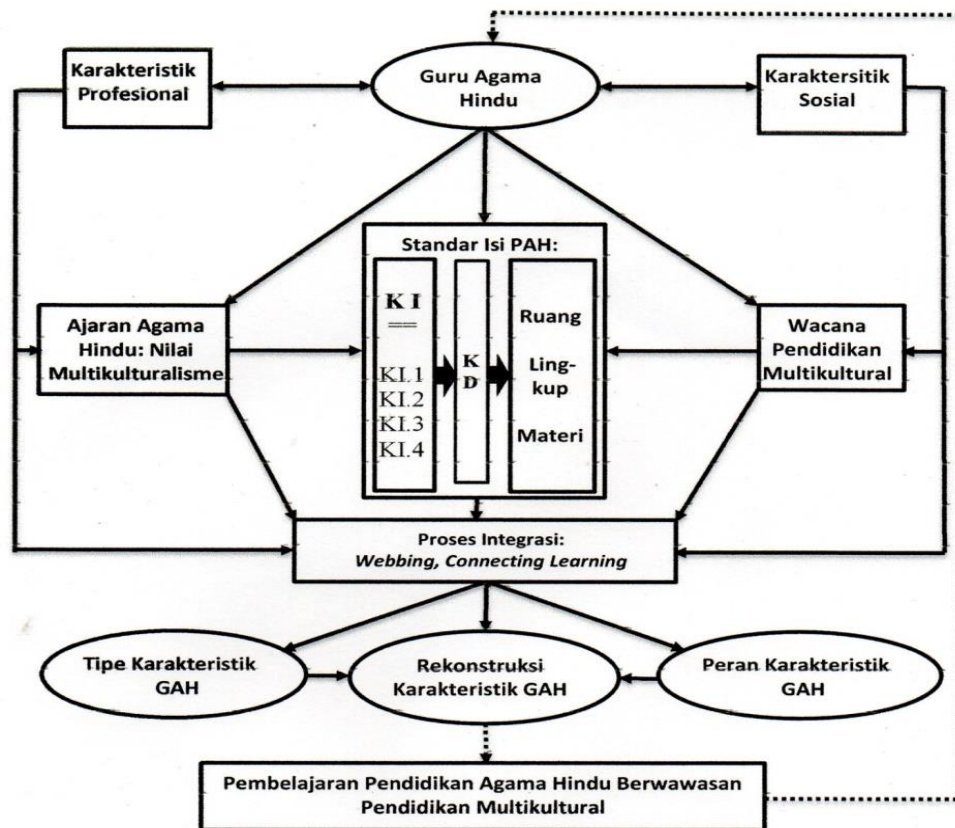 Karakteristik
Profesional
Guru Agama
Hindu
Karaktersitik
Sosial
Standar Isi PAH:
K I
==
KI.1
KI.2
KI.3
KI.4
K
D
Ruang
Ling-
kup
Materi
Ajaran Agama
Hindu: Nilai
Multikulturalisme
Wacana
Pendidikan
Multikultural
Proses Integrasi:
Webbing, Connecting Learning
Tipe Karakteristik
GAH
Rekonstruksi
Karakteristik GAH
Peran Karakteristik
GAH
Pembelajaran Pendidikan Agama Hindu Berwawasan
Pendidikan Multikultural